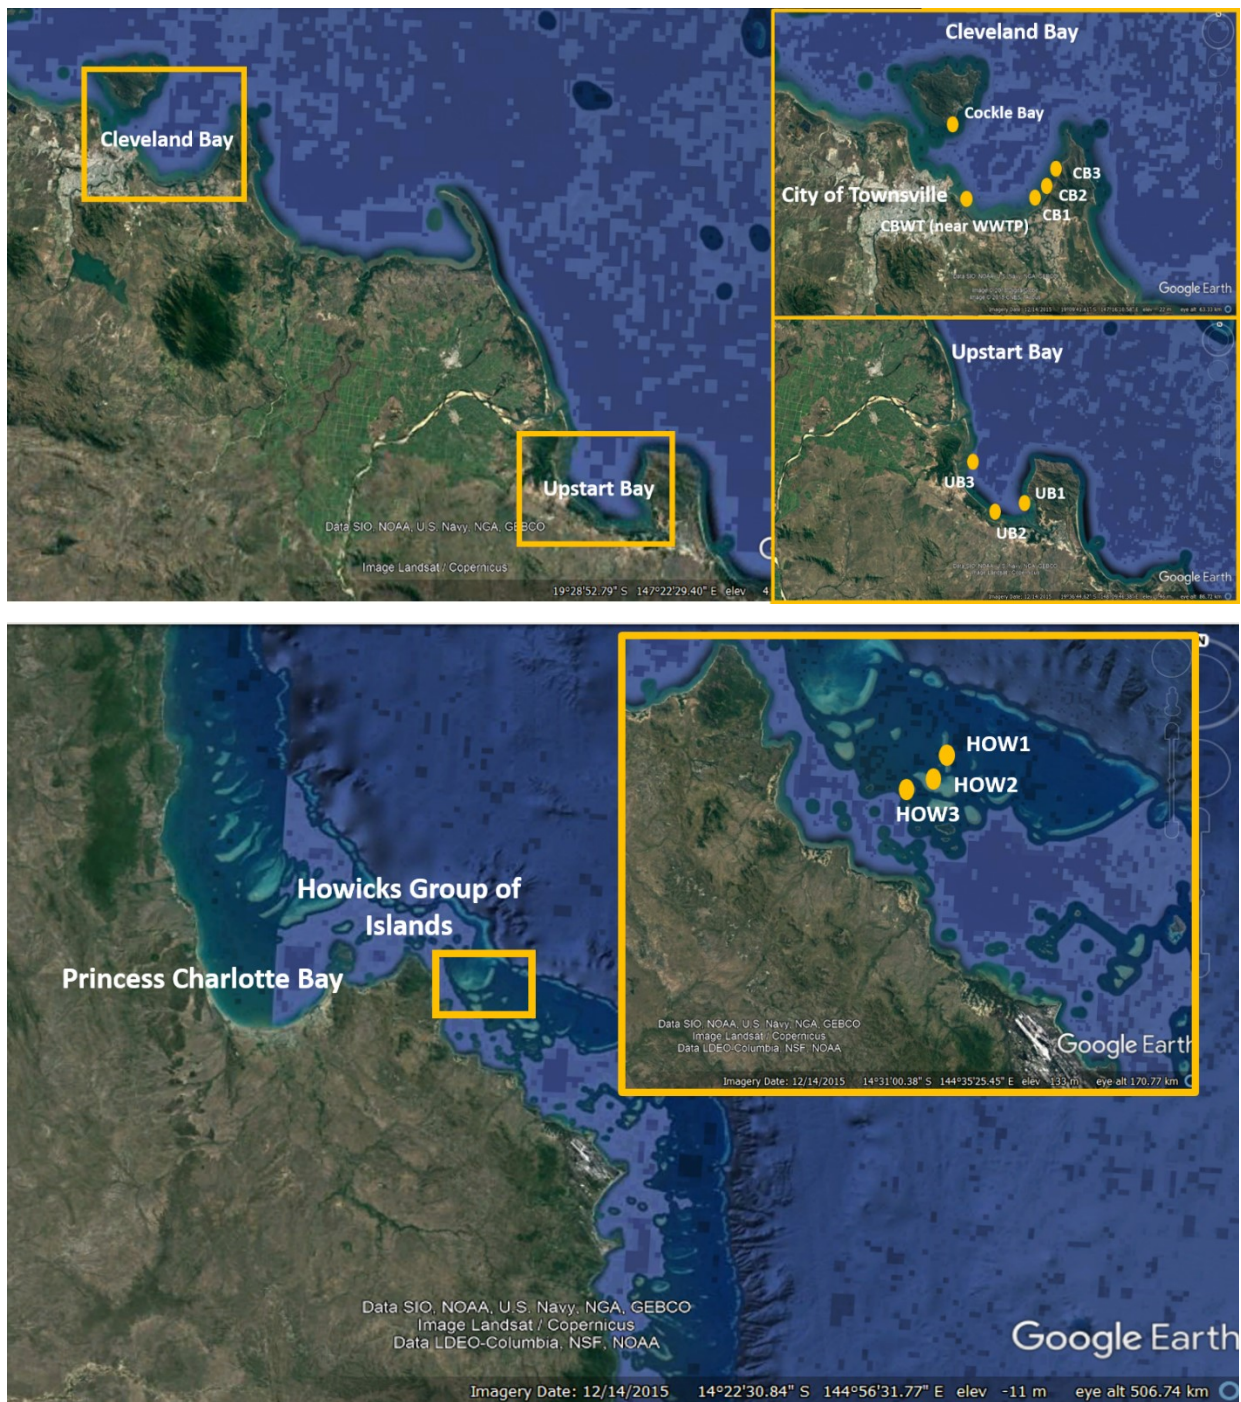 Cleveland Bay
Upstart Bay
Data SIO, NOAA, U.S. Navy, NGA, GEBCO
Image Landsat / Copernicus
19°28'52.79" S 147°22'29.40" E elev 4
Cleveland Bay
Cockle Bay
City of Townsville
CB3
CB2
CB1
CBWT (near WWTP)
Google Earth
Upstart Bay
UB3
UB1
UB2
Google Earth
Howicks Group of
Islands
Princess Charlotte Bay
HOW1
HOW2
HOW3
Data SIO, NOAA, U.S. Navy, NGA, GEBCO
Image Landsat / Copernicus
Data LDEO-Columbia, NSF, NOAA
Google Earth
Imagery Date: 12/14/2015 14°31'00.38" S 144°35'25.45" E elev -133 m eye alt 170.77 km
Data SIO, NOAA, U.S. Navy, NGA, GEBCO
Image Landsat / Copernicus
Data LDEO-Columbia, NSF, NOAA
Google Earth
Imagery Date: 12/14/2015 14°22'30.84" S 144°56'31.77" E elev -11 m eye alt 506.74 km